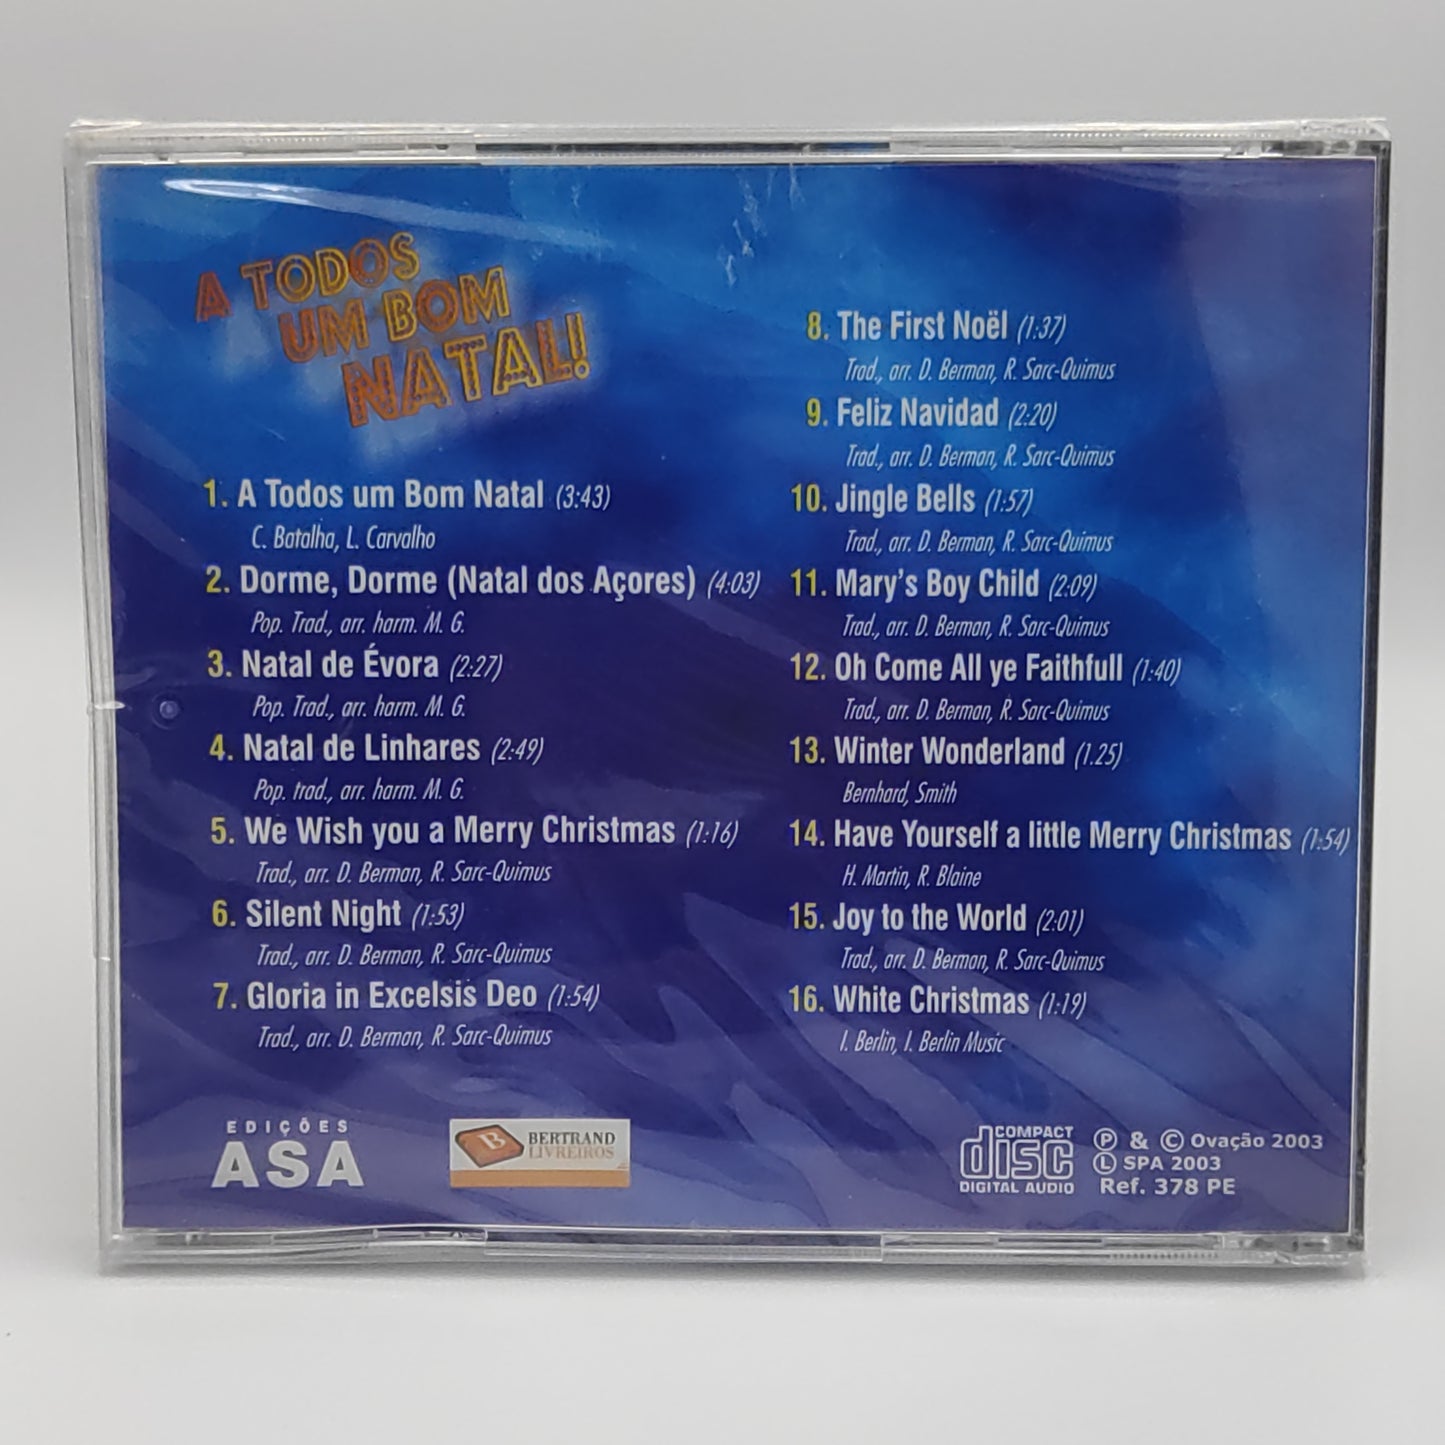 A TODOS
UM BOM
NATAL!
1. A Todos um Bom Natal (3:43)
C. Batalha, L. Carvalho
2. Dorme, Dorme (Natal dos Açores) (4:03)
Pop. Trad., arr. harm. M. G.
3. Natal de Évora (2:27)
Pop. Trad., arr. harm. M. G.
4. Natal de Linhares (2:49)
Pop. trad., arr. harm. M. G.
5. We Wish you a Merry Christmas (1:16)
Trad., arr. D. Berman, R. Sarc-Quimus
6. Silent Night (1:53)
Trad., arr. D. Berman, R. Sarc-Quimus
7. Gloria in Excelsis Deo (1:54)
Trad., arr. D. Berman, R. Sarc-Quimus
8. The First Noël (1:37)
Trad., arr. D. Berman, R. Sarc-Quimus
9. Feliz Navidad (2:20)
Trad., arr. D. Berman, R. Sarc-Quimus
10. Jingle Bells (1:57)
Trad., arr. D. Berman, R. Sarc-Quimus
11. Mary's Boy Child (2:09)
Trad., arr. D. Berman, R. Sarc-Quimus
12. Oh Come All ye Faithfull (1:40)
Trad., arr. D. Berman, R. Sarc-Quimus
13. Winter Wonderland (1.25)
Bernhard, Smith
14. Have Yourself a little Merry Christmas (1:54)
H. Martin, R. Blaine
15. Joy to the World (2:01)
Trad., arr. D. Berman, R. Sarc-Quimus
16. White Christmas (1:19)
I. Berlin, I. Berlin Music
EDIÇÕES
ASA
B
BERTRAND
LIVREIROS
COMPACT
disc
DIGITAL AUDIO
Ⓟ & © Ovação 2003
Ⓛ SPA 2003
Ref. 378 PE